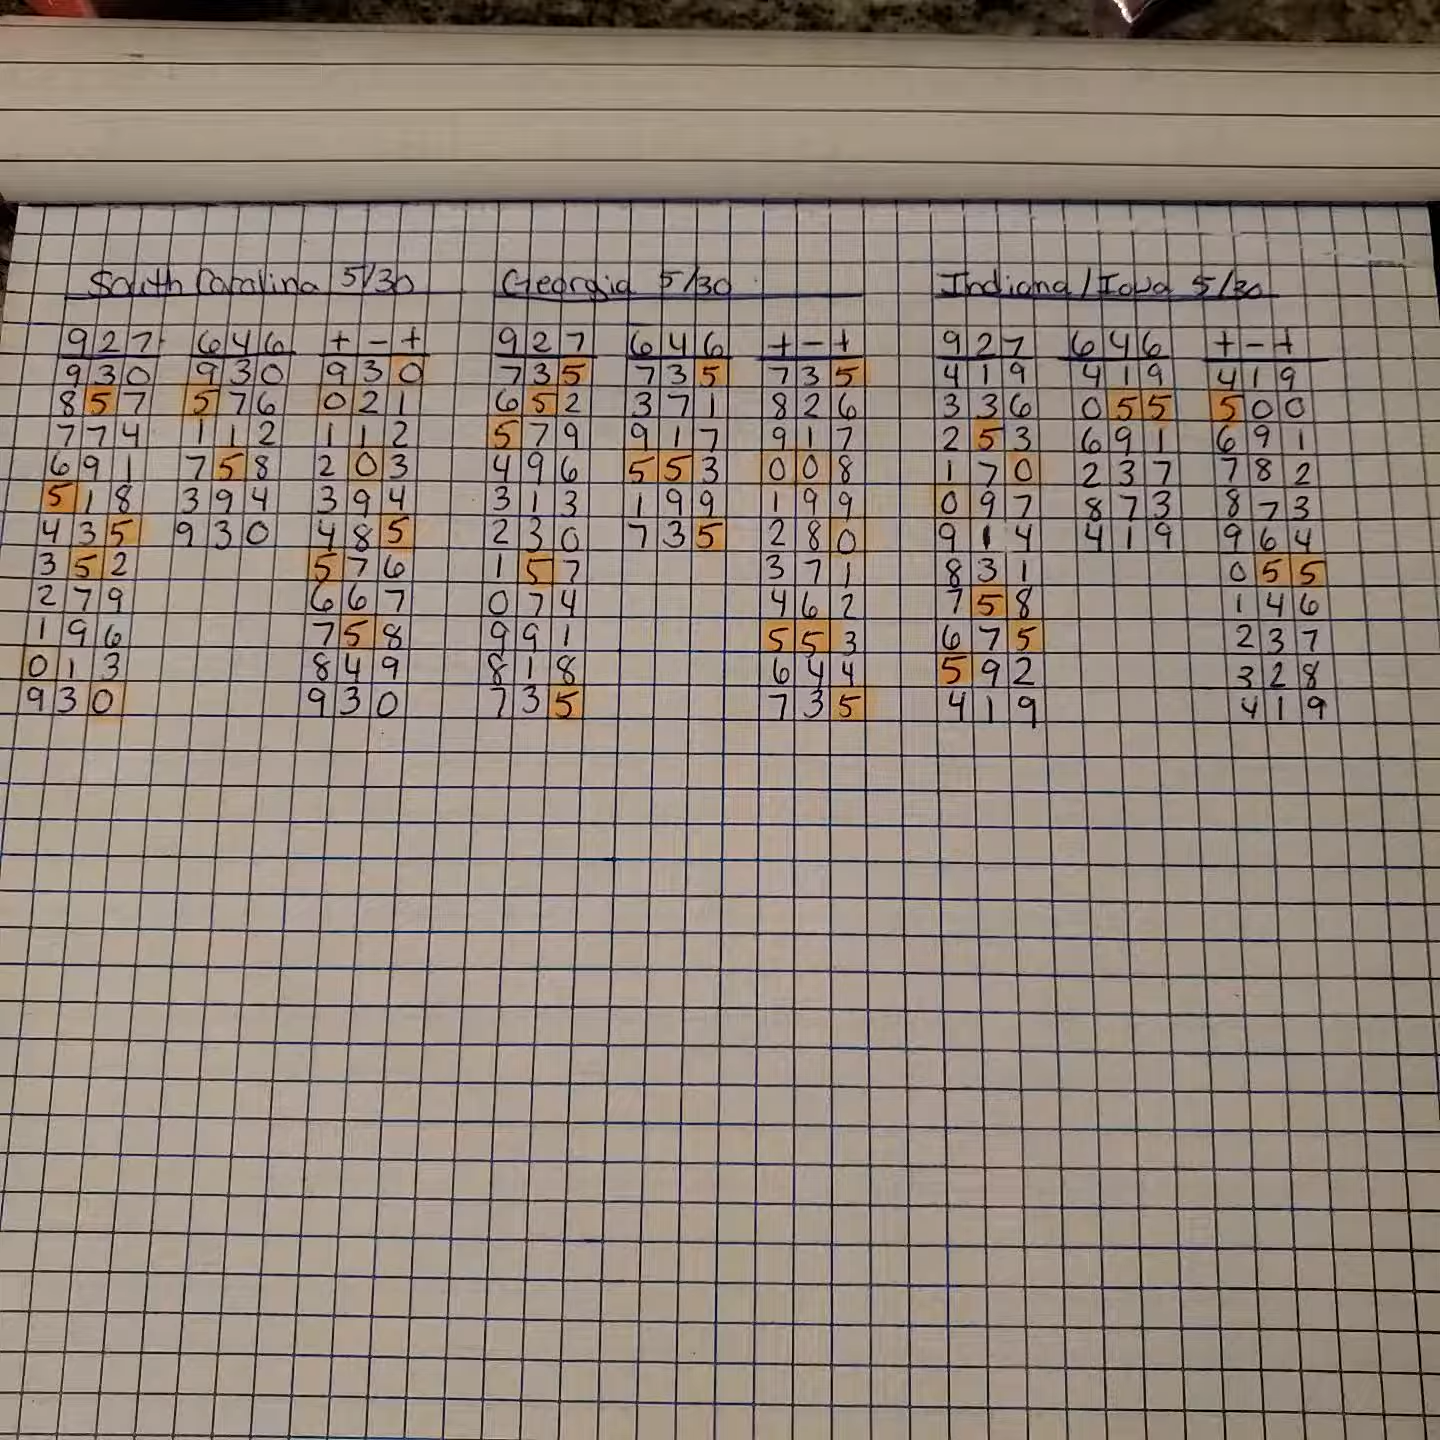 South Carolina 5/30 Georgia 5/30 Indiana/Iowa 5/30
927 646 +-+ 927 646 +-+ 927 646 +-+
930 930 930 735 735 735 419 419 419
857 576 021 652 371 826 336 055 500
774 112 112 579 917 917 253 691 691
691 758 203 496 553 008 170 237 782
518 394 394 313 199 199 097 873 873
435 930 485 230 735 280 914 419 964
352 576 157 371 831 055
279 667 074 462 758 146
196 758 991 553 675 237
013 849 818 644 592 328
930 930 735 735 419 419